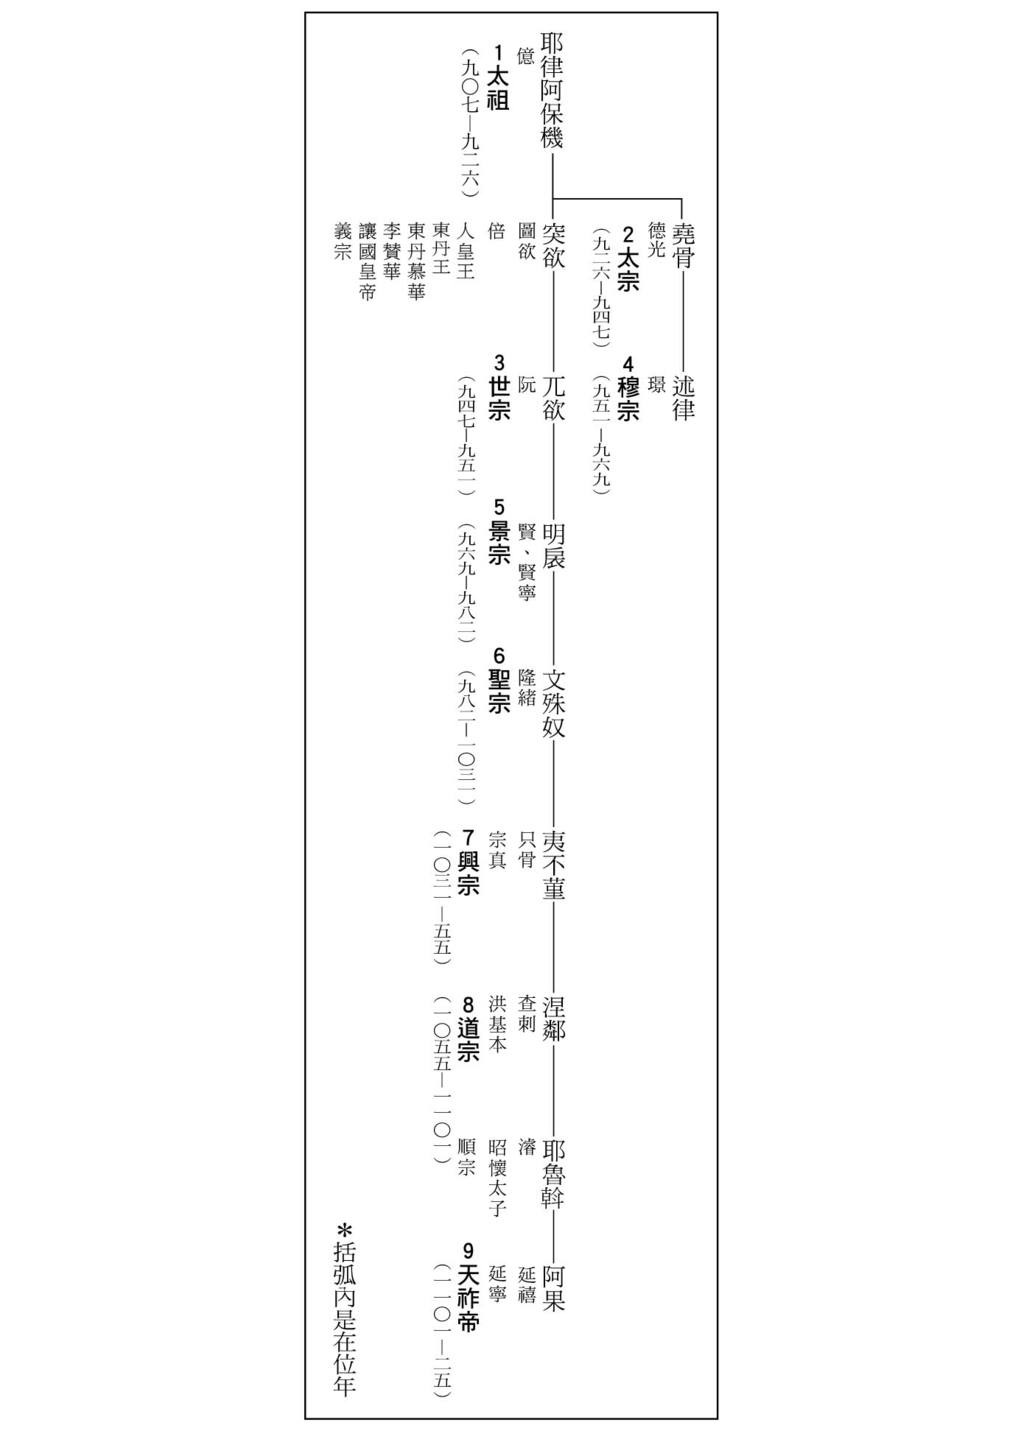 耶律阿保機
億
1太祖
(九〇七—九二六)
堯骨
德光
2太宗
(九二六—九四七)
突欲
圖欲
倍
人皇王
東丹王
東丹慕華
李贊華
讓國皇帝
義宗
述律
璟
4穆宗
(九五一—九六九)
兀欲
阮
3世宗
(九四七—九五一)
明扆
賢、賢寧
5景宗
(九六九—九八二)
文殊奴
隆緒
6聖宗
(九八二—一〇三一)
夷不菫
只骨
宗真
7興宗
(一〇三一—五五)
涅鄰
查刺
洪基本
8道宗
(一〇五五—一一〇一)
耶魯斡
濬
昭懷太子
順宗
阿果
延禧
延寧
9天祚帝
(一一〇一—二五)
＊括弧內是在位年